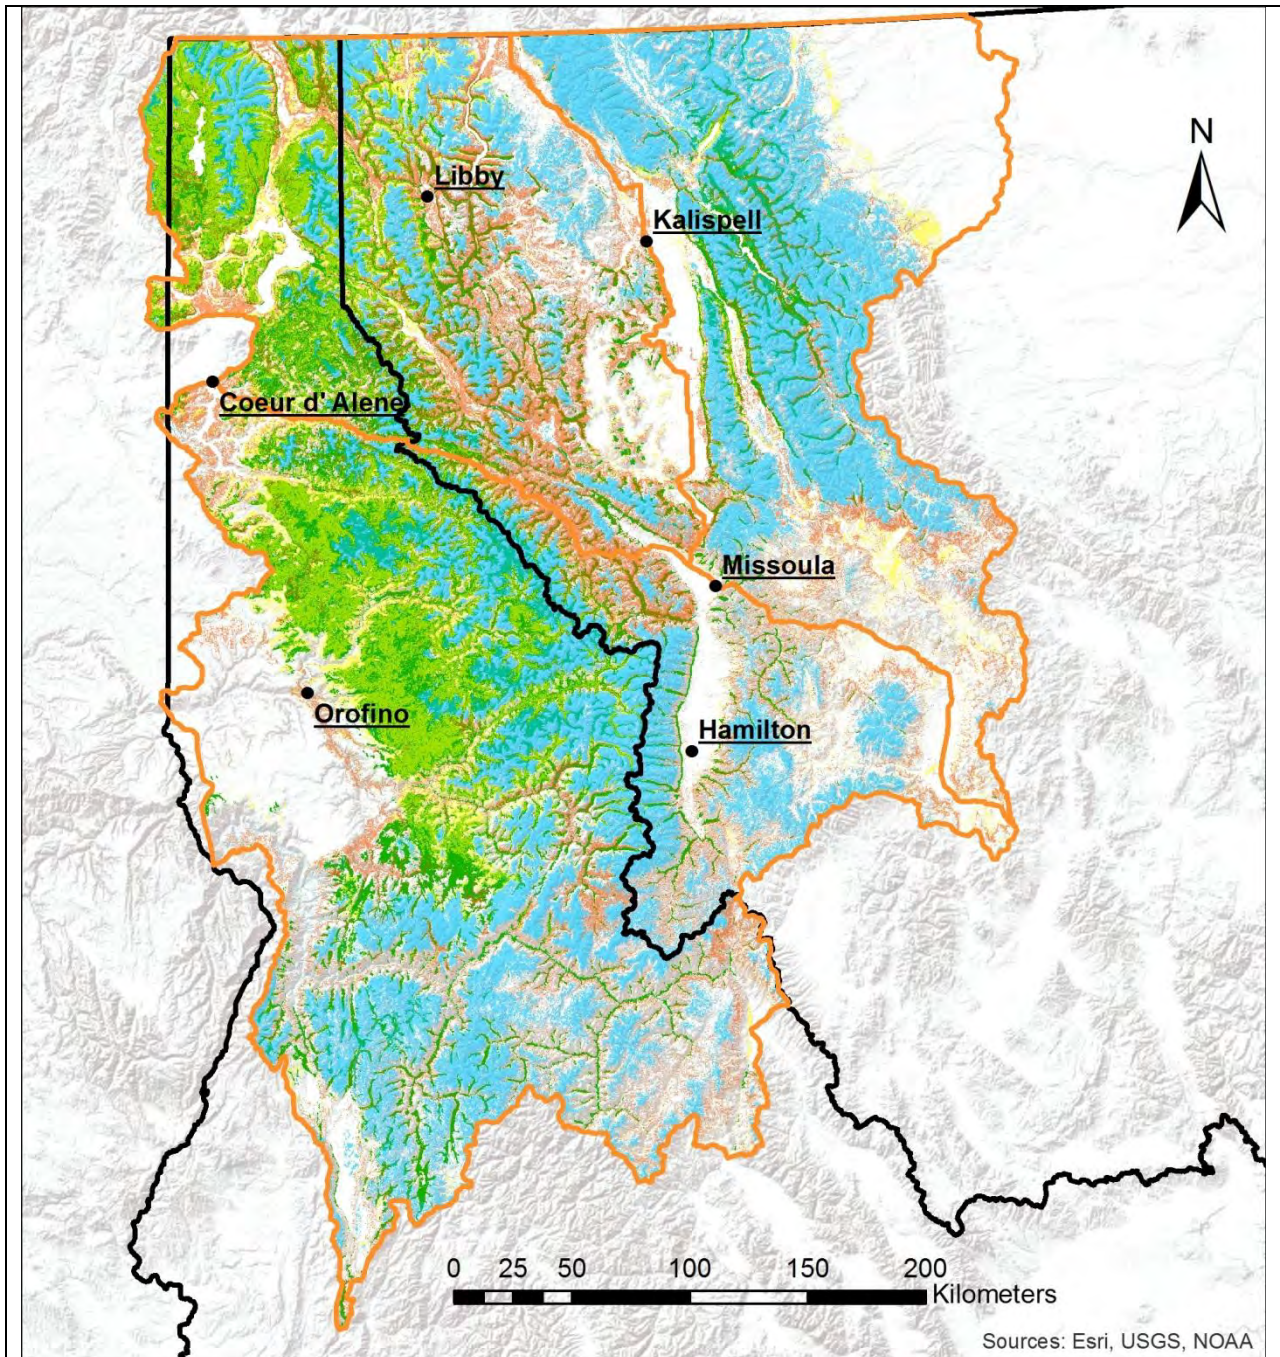 N
Libby
Kalispell
Coeur d' Alene
Missoula
Orofino
Hamilton
0 25 50 100 150 200
Kilometers
Sources: Esri, USGS, NOAA